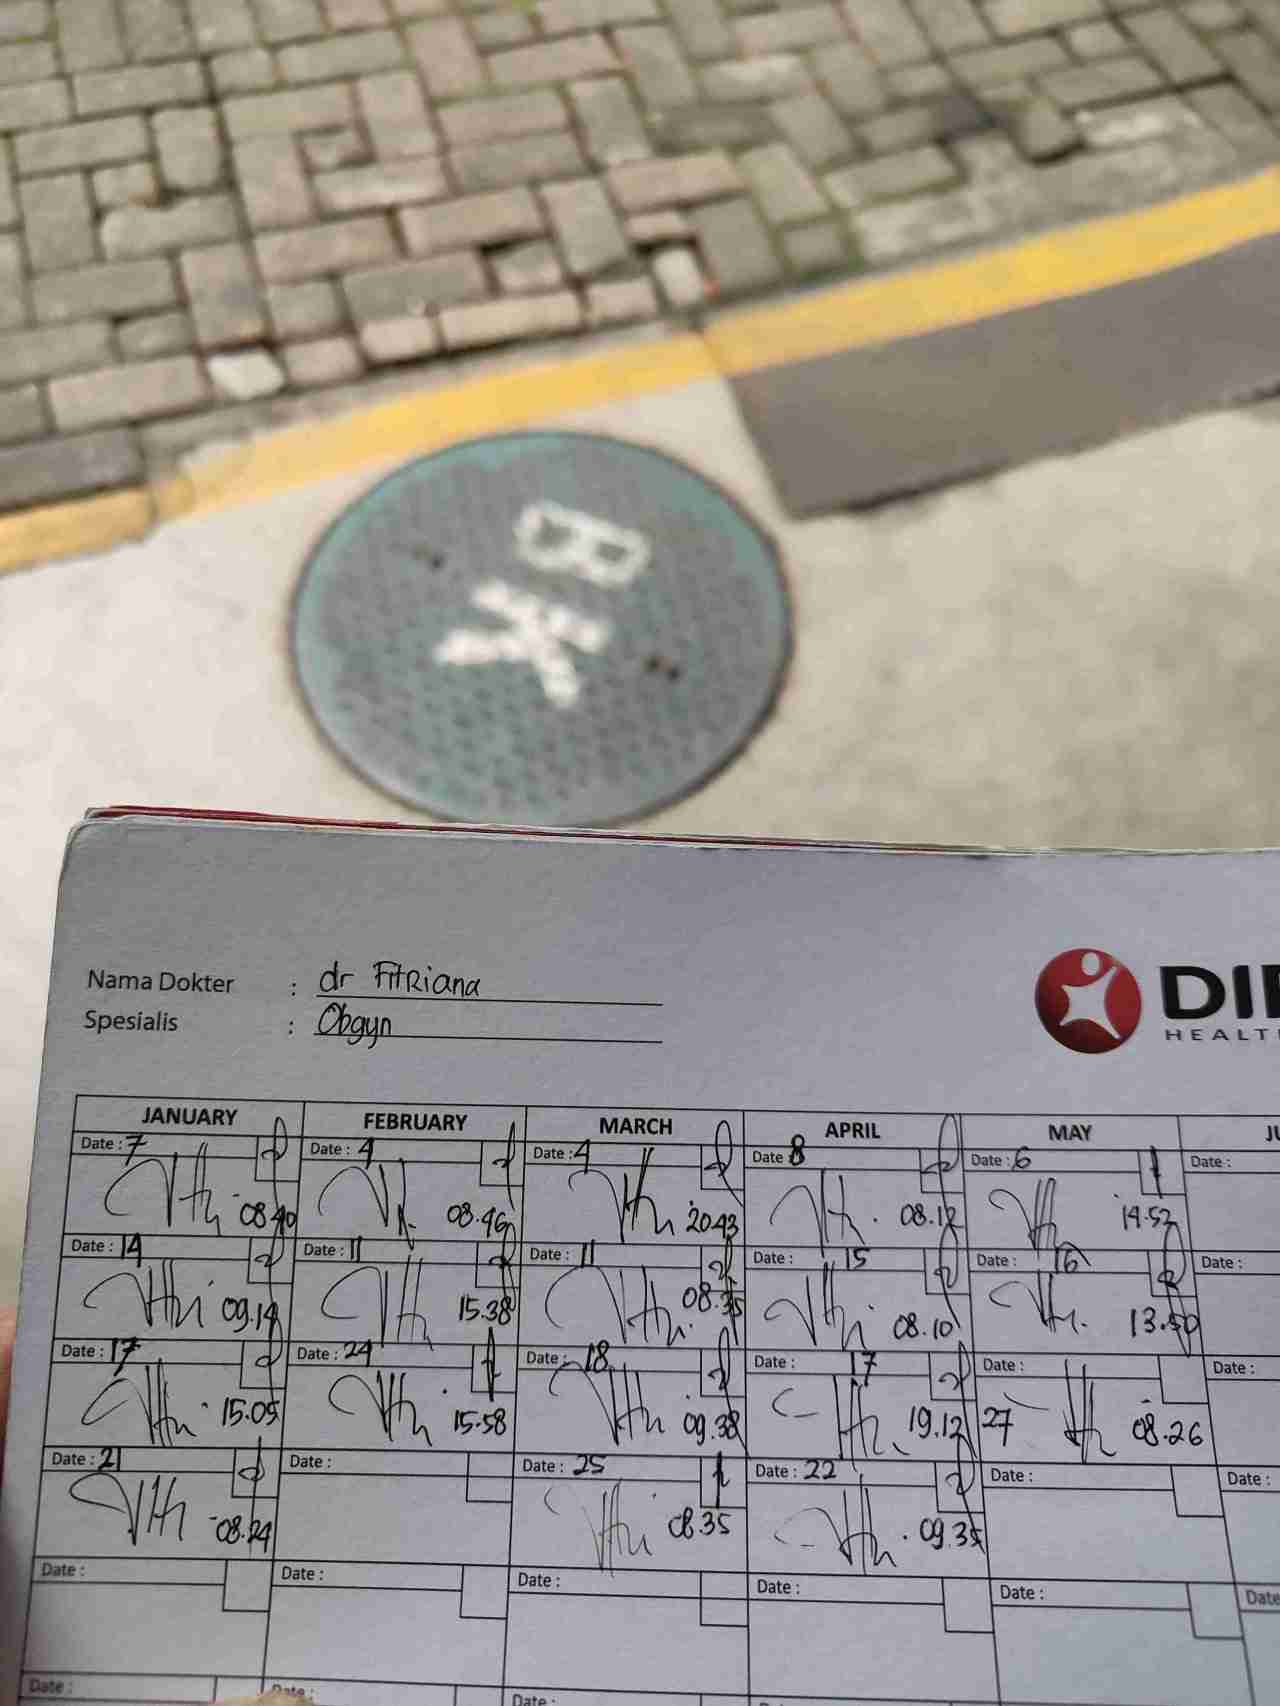 BK
Nama Dokter : dr Fitriana
Spesialis : Obgyn
HEALT
JANUARY FEBRUARY MARCH APRIL MAY
Date : 7 Date : 4 Date : 4 Date 8 Date : 6 Date :
08.40 08.46 20.43 08.12 14.52
Date : 14 Date : 11 Date : 11 Date : 15 Date : 16 Date :
09.14 15.38 08.35 08.10 13.50
Date : 17 Date : 24 Date : 18 Date : 17 Date : Date :
15.05 15.58 09.38 19.12 27 08.26
Date : 21 Date : Date : 25 Date : 22 Date : Date :
08.24 08.35 09.35
Date : Date : Date : Date : Date : Date
Date : Date : Date :